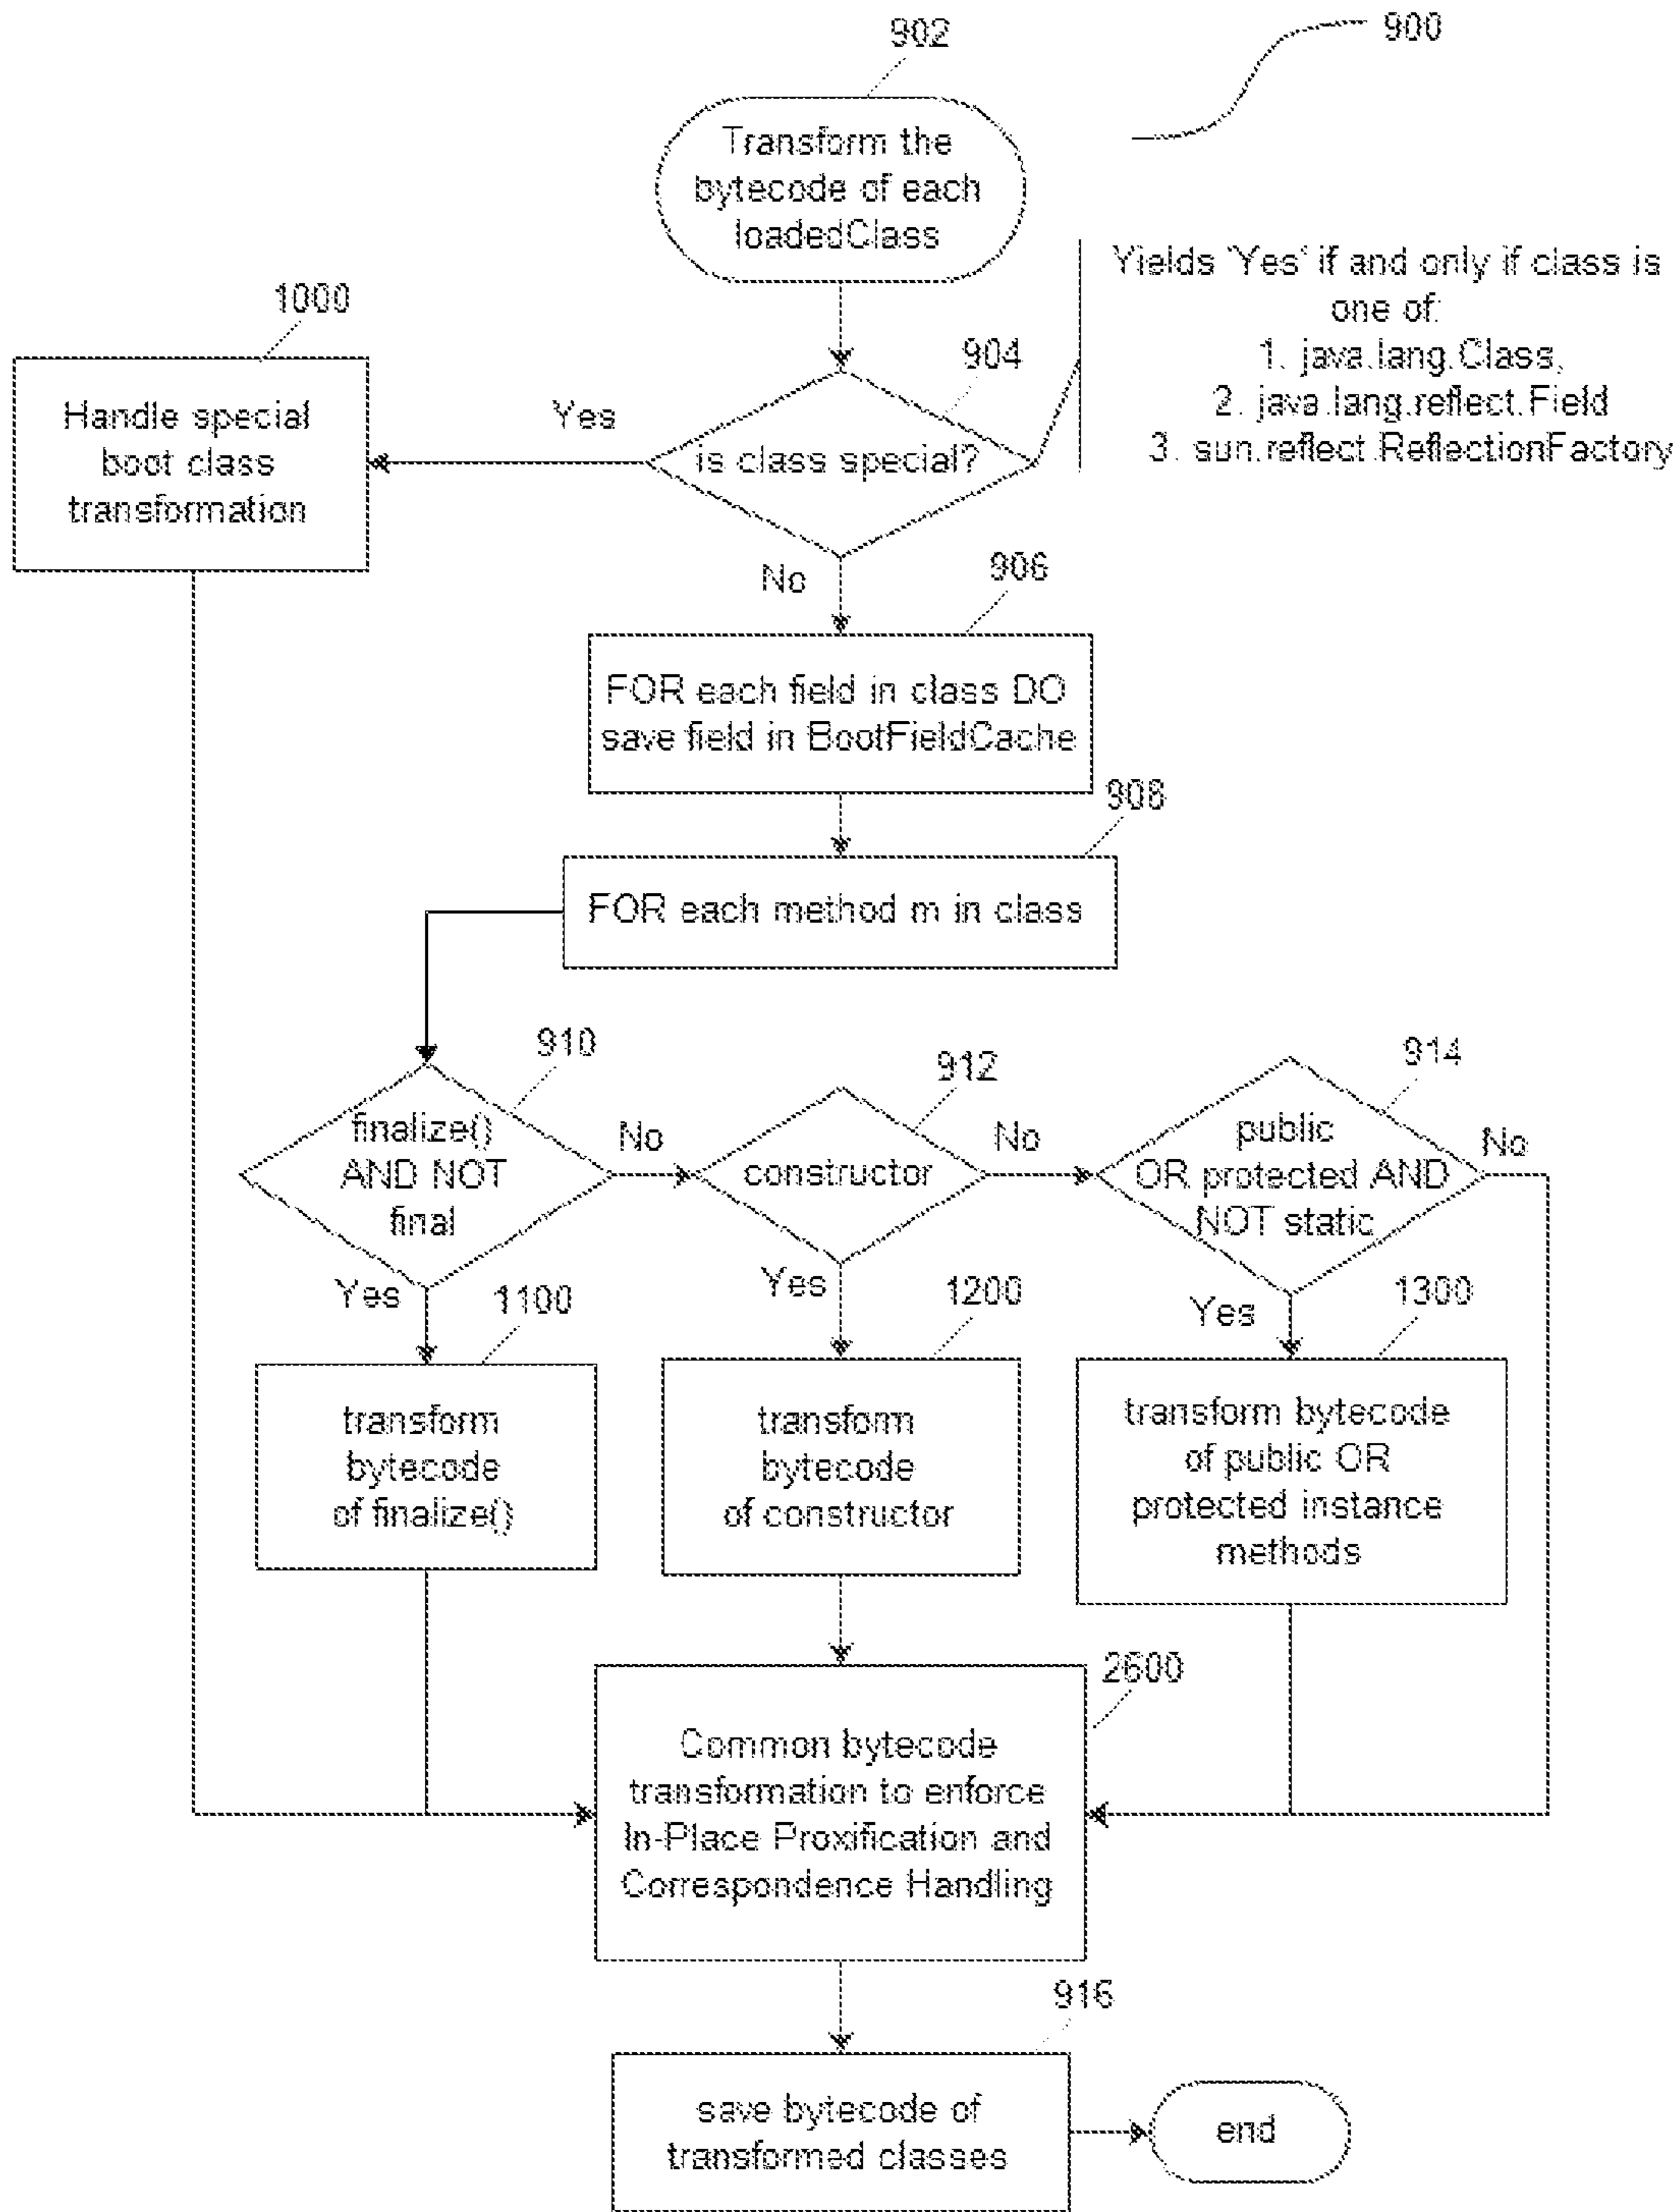 902
900
Transform the
bytecode of each
loadedClass
Yields 'Yes' if and only if class is
one of:
1. java.lang.Class,
2. java.lang.reflect.Field
3. sun.reflect.ReflectionFactory
1000
Handle special
boot class
transformation
Yes
904
is class special?
No
906
FOR each field in class DO
save field in BootFieldCache
908
FOR each method m in class
910
finalize()
AND NOT
final
No
912
constructor
No
914
public
OR protected AND
NOT static
No
Yes
1100
transform
bytecode
of finalize()
Yes
1200
transform
bytecode
of constructor
Yes
1300
transform bytecode
of public OR
protected instance
methods
2600
Common bytecode
transformation to enforce
In-Place Proxification and
Correspondence Handling
916
save bytecode of
transformed classes
end